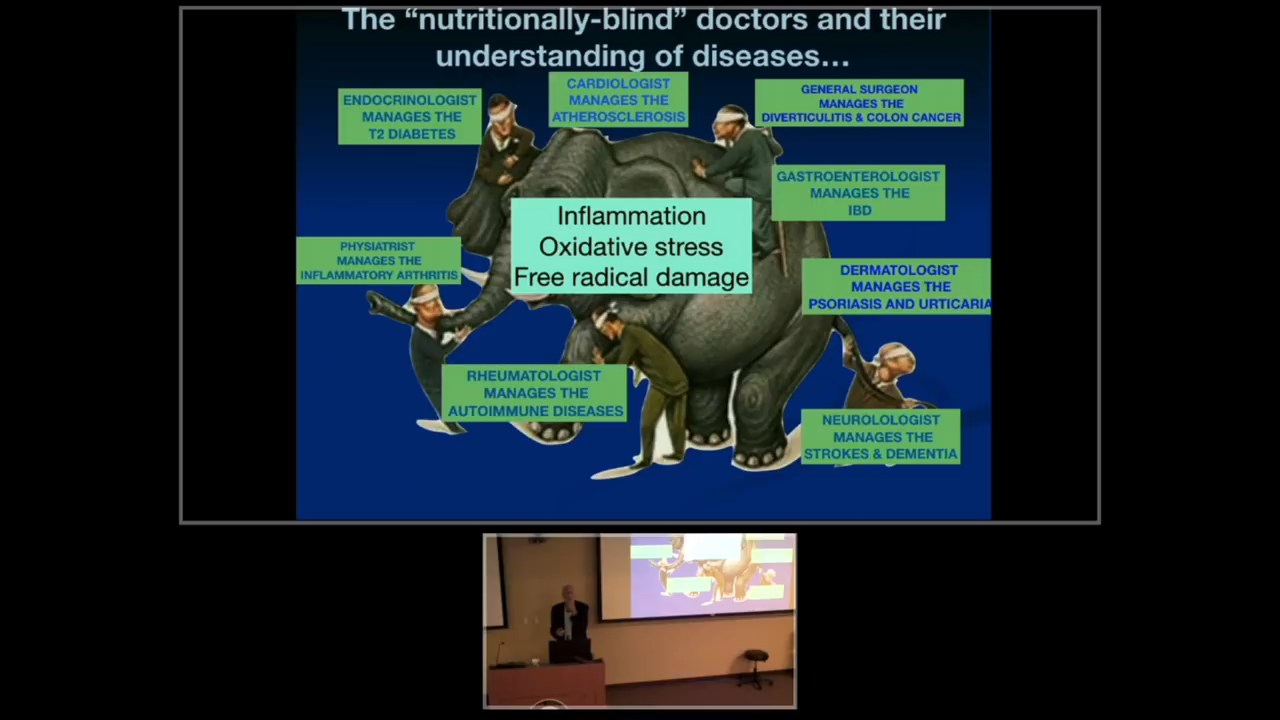 The “nutritionally-blind” doctors and their
understanding of diseases…
ENDOCRINOLOGIST
MANAGES THE
T2 DIABETES
CARDIOLOGIST
MANAGES THE
ATHEROSCLEROSIS
GENERAL SURGEON
MANAGES THE
DIVERTICULITIS & COLON CANCER
GASTROENTEROLOGIST
MANAGES THE
IBD
Inflammation
Oxidative stress
Free radical damage
PHYSIATRIST
MANAGES THE
INFLAMMATORY ARTHRITIS
DERMATOLOGIST
MANAGES THE
PSORIASIS AND URTICARIA
RHEUMATOLOGIST
MANAGES THE
AUTOIMMUNE DISEASES
NEUROLOLOGIST
MANAGES THE
STROKES & DEMENTIA